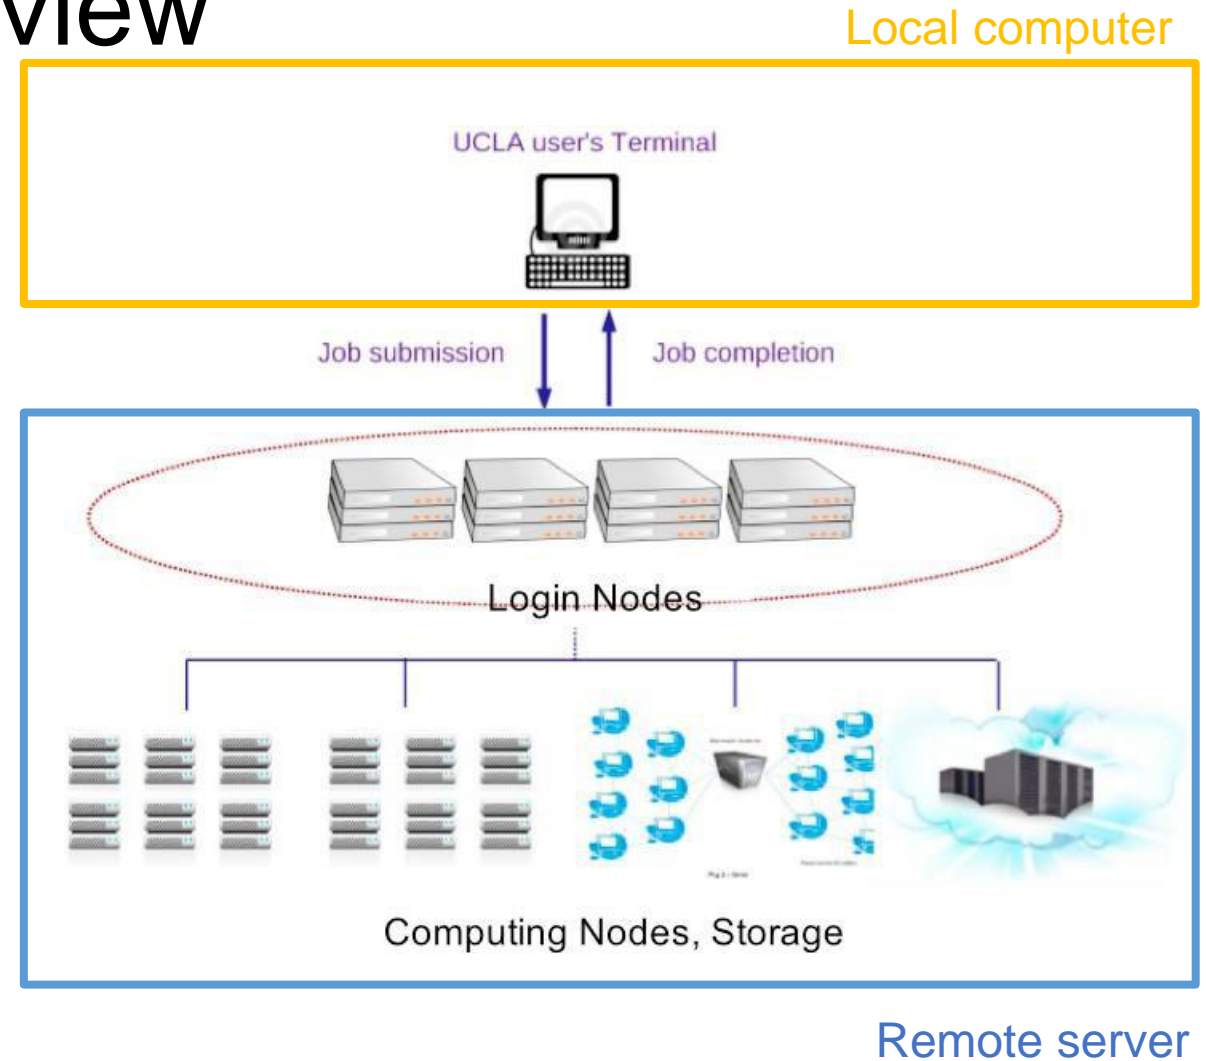 view
Local computer
UCLA user's Terminal
Job submission
Job completion
Login Nodes
Computing Nodes, Storage
Remote server